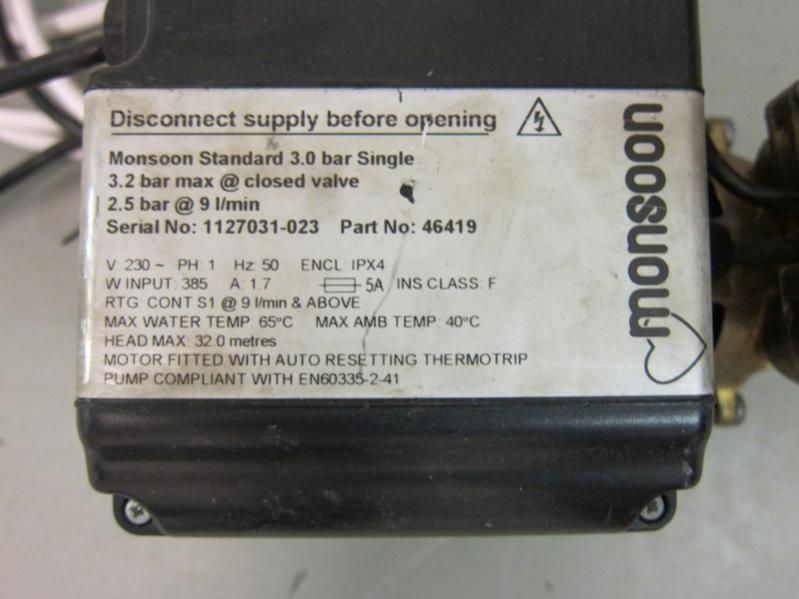 Disconnect supply before opening
Monsoon Standard 3.0 bar Single
3.2 bar max @ closed valve
2.5 bar @ 9 l/min
Serial No: 1127031-023 Part No: 46419
V: 230 ~ PH: 1 Hz: 50 ENCL: IPX4
W INPUT: 385 A: 1.7 5A INS CLASS: F
RTG: CONT S1 @ 9 l/min & ABOVE
MAX WATER TEMP: 65°C MAX AMB TEMP: 40°C
HEAD MAX: 32.0 metres
MOTOR FITTED WITH AUTO RESETTING THERMOTRIP
PUMP COMPLIANT WITH EN60335-2-41
monsoon